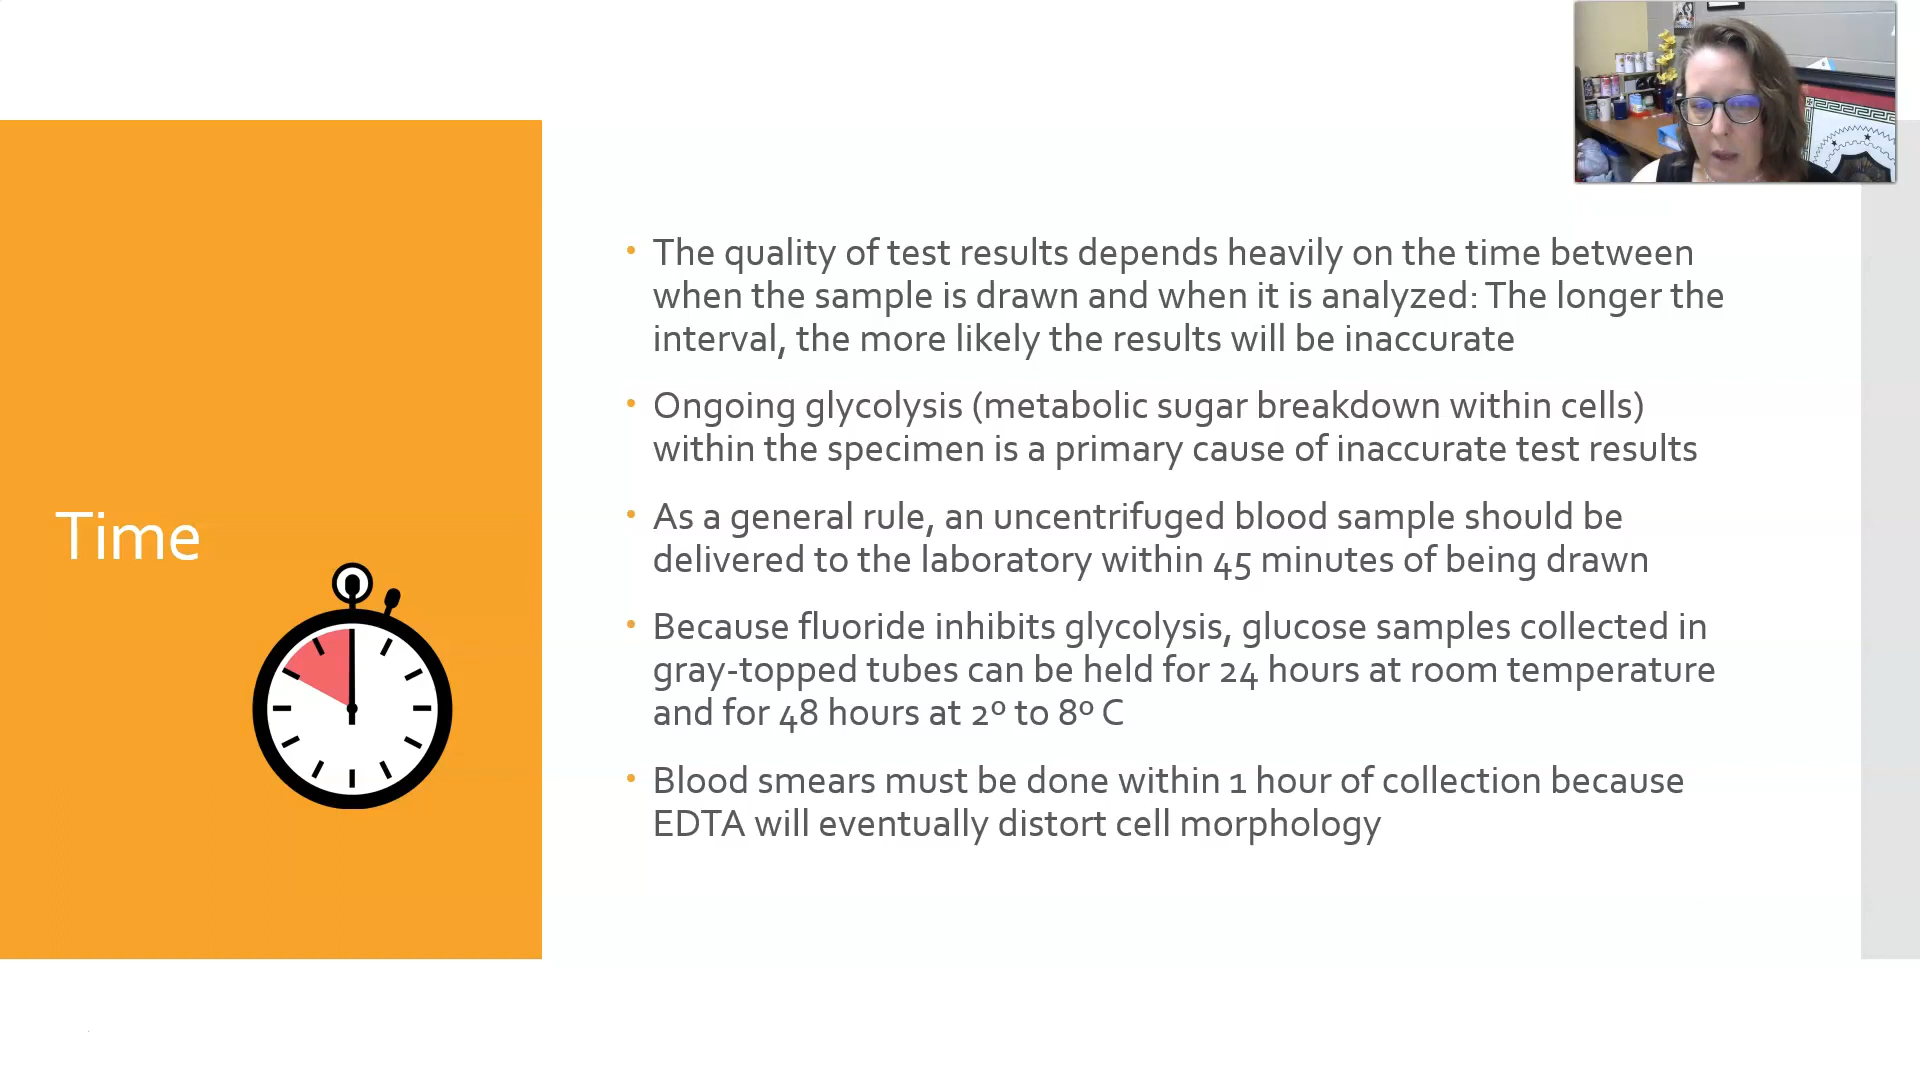 Time
The quality of test results depends heavily on the time between
when the sample is drawn and when it is analyzed: The longer the
interval, the more likely the results will be inaccurate
Ongoing glycolysis (metabolic sugar breakdown within cells)
within the specimen is a primary cause of inaccurate test results
As a general rule, an uncentrifuged blood sample should be
delivered to the laboratory within 45 minutes of being drawn
Because fluoride inhibits glycolysis, glucose samples collected in
gray-topped tubes can be held for 24 hours at room temperature
and for 48 hours at 2º to 8º C
Blood smears must be done within 1 hour of collection because
EDTA will eventually distort cell morphology